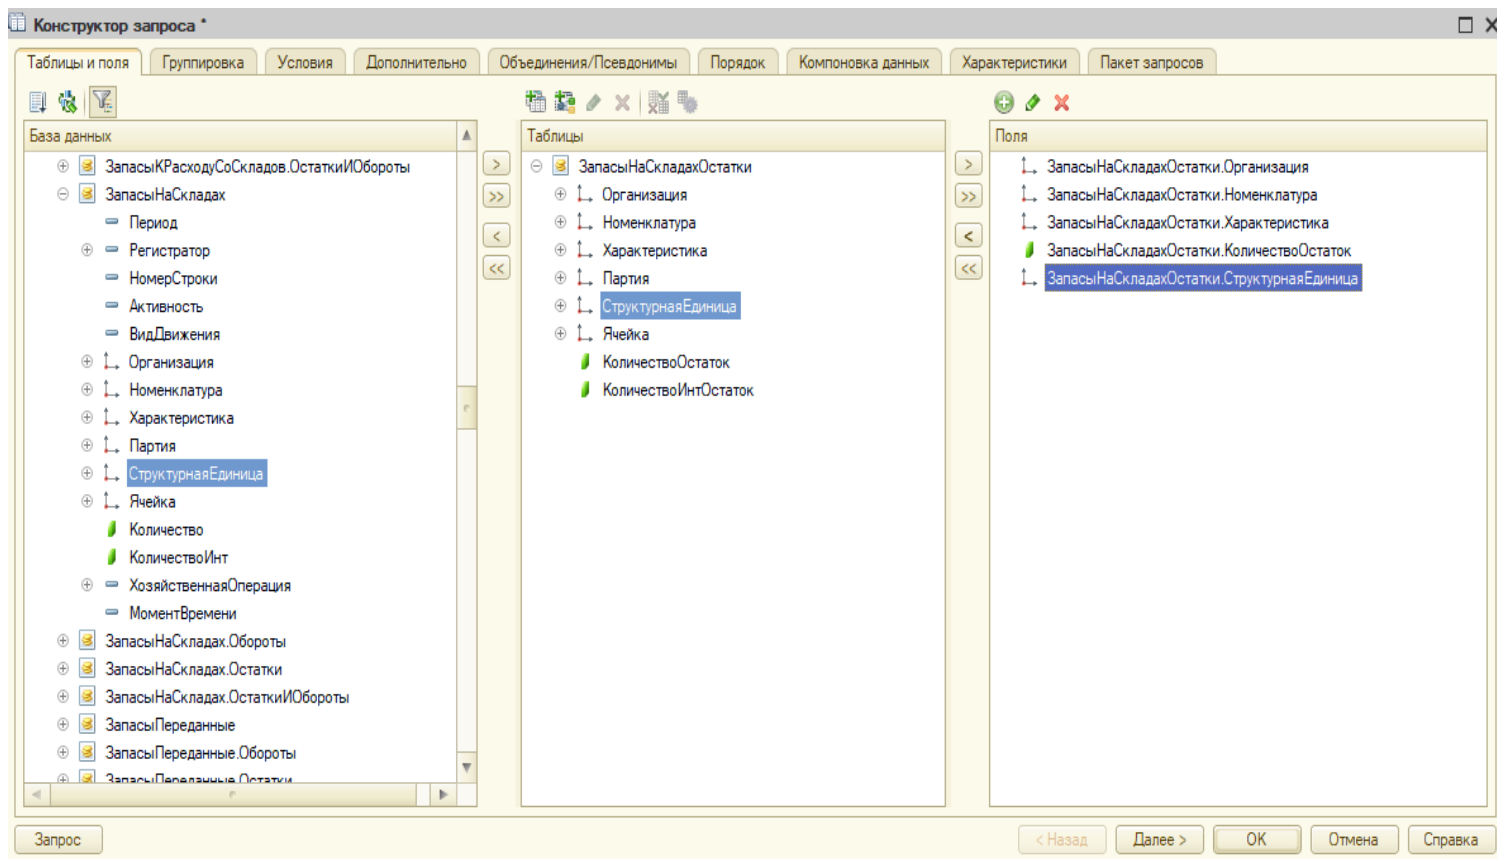 Конструктор запроса *
Таблицы и поля
Группировка
Условия
Дополнительно
Объединения/Псевдонимы
Порядок
Компоновка данных
Характеристики
Пакет запросов
База данных
ЗапасыКРасходуСоСкладов.ОстаткиИОбороты
ЗапасыНаСкладах
Период
Регистратор
НомерСтроки
Активность
ВидДвижения
Организация
Номенклатура
Характеристика
Партия
СтруктурнаяЕдиница
Ячейка
Количество
КоличествоИнт
ХозяйственнаяОперация
МоментВремени
ЗапасыНаСкладах.Обороты
ЗапасыНаСкладах.Остатки
ЗапасыНаСкладах.ОстаткиИОбороты
ЗапасыПереданные
ЗапасыПереданные.Обороты
ЗапасыПереданные.Остатки
>
>>
<
<<
Таблицы
ЗапасыНаСкладахОстатки
Организация
Номенклатура
Характеристика
Партия
СтруктурнаяЕдиница
Ячейка
КоличествоОстаток
КоличествоИнтОстаток
>
>>
<
<<
Поля
ЗапасыНаСкладахОстатки.Организация
ЗапасыНаСкладахОстатки.Номенклатура
ЗапасыНаСкладахОстатки.Характеристика
ЗапасыНаСкладахОстатки.КоличествоОстаток
ЗапасыНаСкладахОстатки.СтруктурнаяЕдиница
Запрос
< Назад
Далее >
ОК
Отмена
Справка